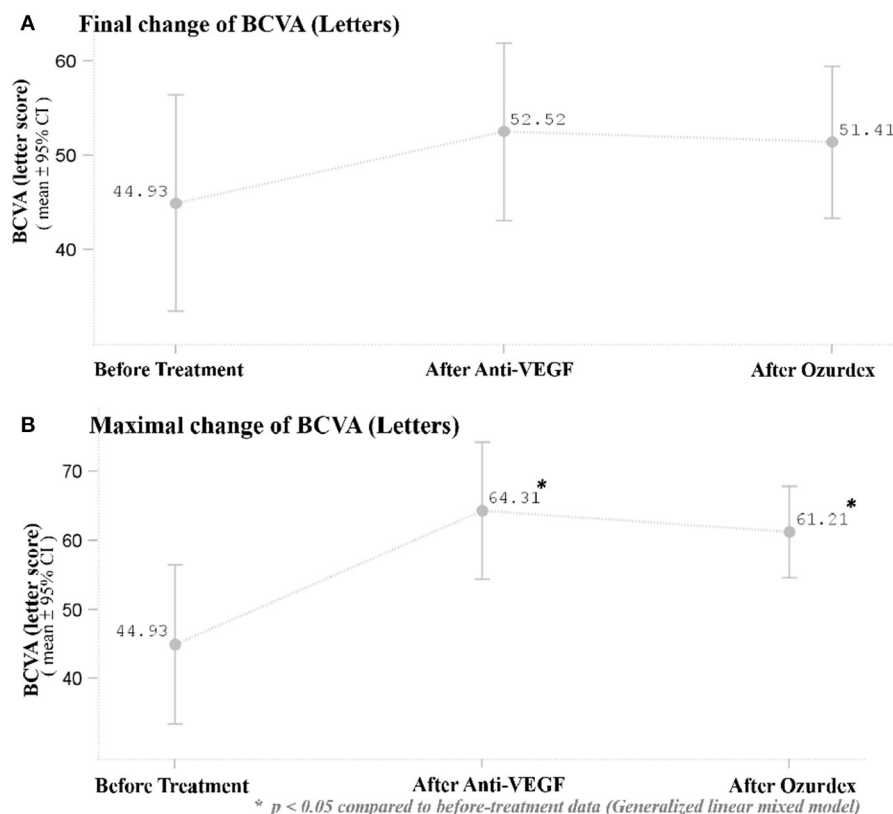 A
Final change of BCVA (Letters)
BCVA (letter score)
( mean ± 95% CI )
60
50
40
44.93
52.52
51.41
Before Treatment
After Anti-VEGF
After Ozurdex
B
Maximal change of BCVA (Letters)
BCVA (letter score)
( mean ± 95% CI )
70
60
50
40
44.93
64.31*
61.21*
Before Treatment
After Anti-VEGF
After Ozurdex
* p < 0.05 compared to before-treatment data (Generalized linear mixed model)